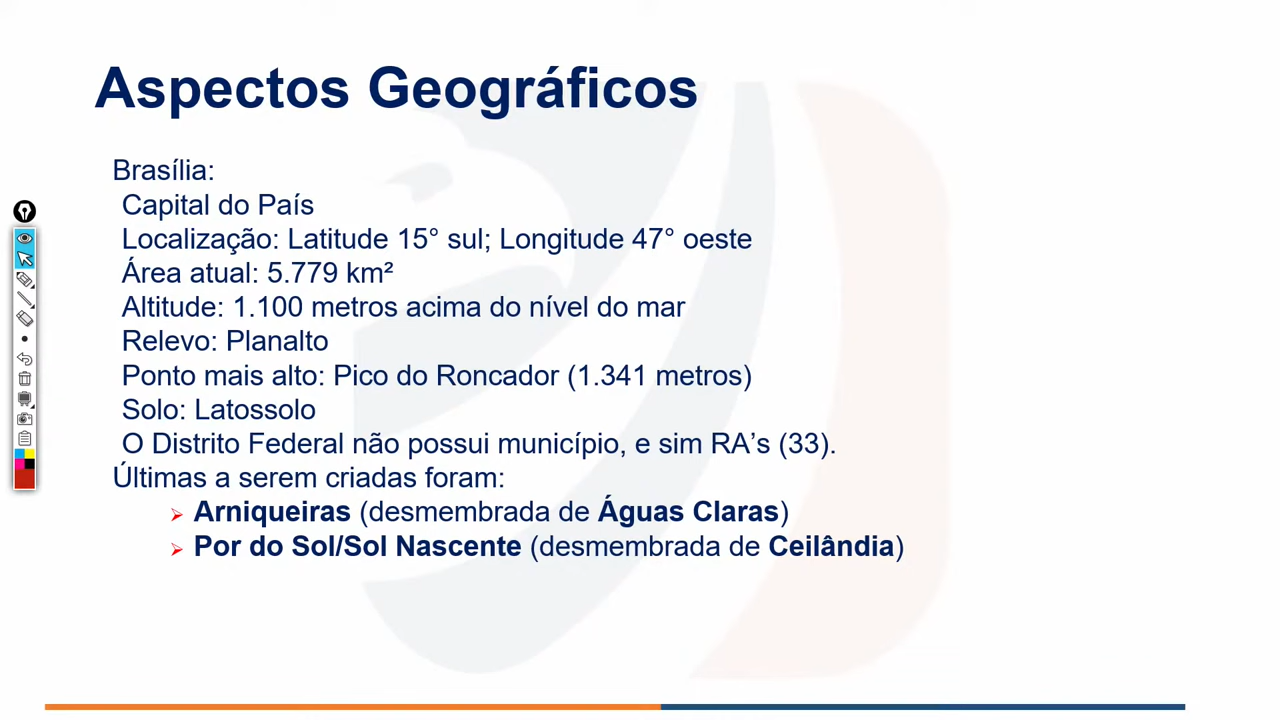 Aspectos Geográficos
Brasília:
Capital do País
Localização: Latitude 15° sul; Longitude 47° oeste
Área atual: 5.779 km²
Altitude: 1.100 metros acima do nível do mar
Relevo: Planalto
Ponto mais alto: Pico do Roncador (1.341 metros)
Solo: Latossolo
O Distrito Federal não possui município, e sim RA’s (33).
Últimas a serem criadas foram:
Arniqueiras (desmembrada de Águas Claras)
Por do Sol/Sol Nascente (desmembrada de Ceilândia)